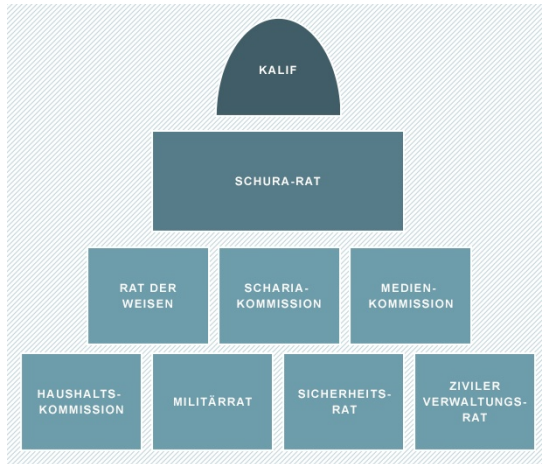 KALIF
SCHURA-RAT
RAT DER
WEISEN
SCHARIA-
KOMMISSION
MEDIEN-
KOMMISSION
HAUSHALTS-
KOMMISSION
MILITÄRRAT
SICHERHEITS-
RAT
ZIVILER
VERWALTUNGS-
RAT